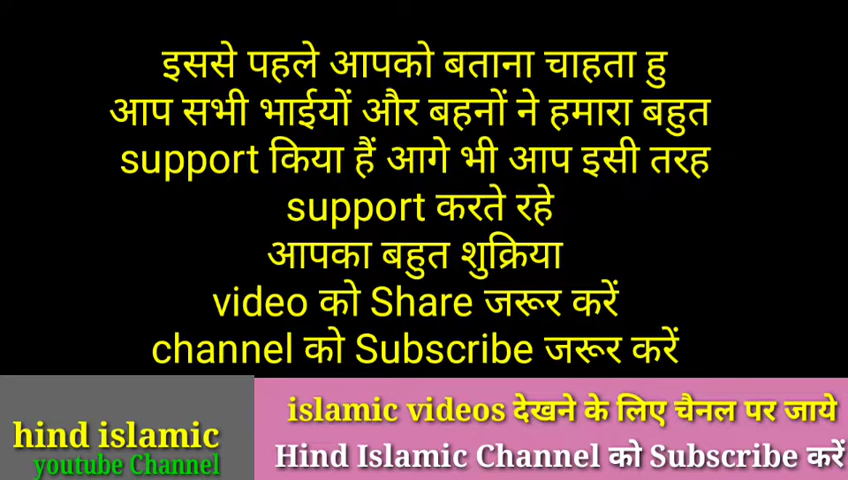 इससे पहले आपको बताना चाहता हु
आप सभी भाईयों और बहनों ने हमारा बहुत
support किया हैं आगे भी आप इसी तरह
support करते रहे
आपका बहुत शुक्रिया
video को Share जरूर करें
channel को Subscribe जरूर करें
hind islamic
youtube Channel
islamic videos देखने के लिए चैनल पर जाये
Hind Islamic Channel को Subscribe करें